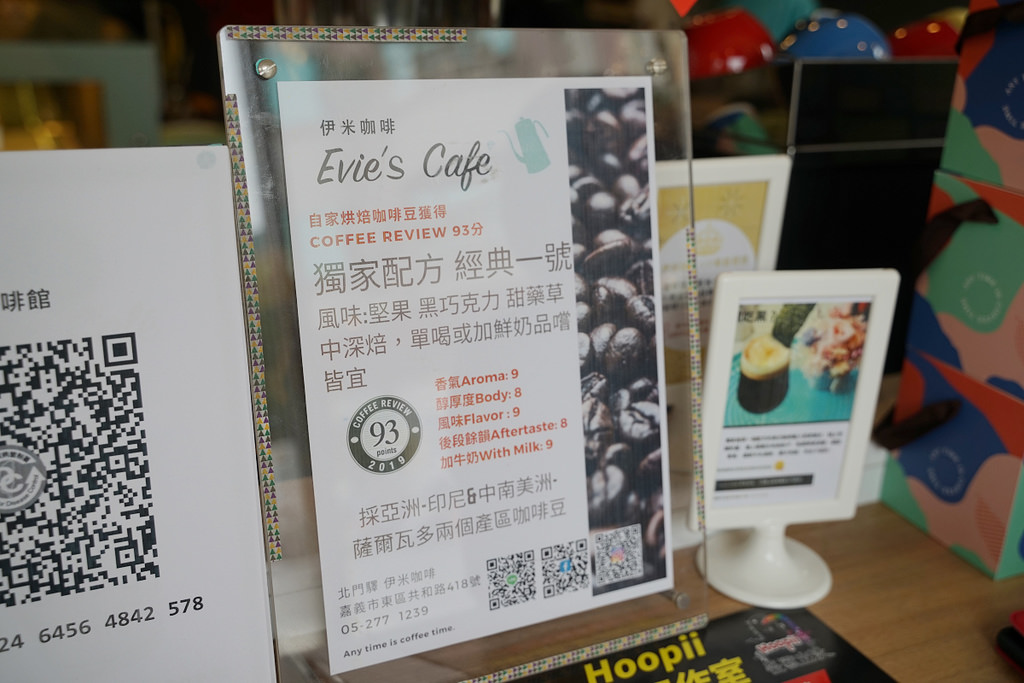 伊米咖啡
Evie's Cafe
自家烘焙咖啡豆獲得
COFFEE REVIEW 93分
獨家配方 經典一號
風味:堅果 黑巧克力 甜藥草
中深焙，單喝或加鮮奶品嚐
皆宜
香氣Aroma: 9
醇厚度Body: 8
風味Flavor : 9
後段餘韻Aftertaste: 8
加牛奶With Milk: 9
COFFEE REVIEW
93
points
2019
採亞洲-印尼&中南美洲-
薩爾瓦多兩個產區咖啡豆
北門驛 伊米咖啡
嘉義市東區共和路418號
05-277 1239
Any time is coffee time.
啡館
24 6456 4842 578
Hoopii
作室